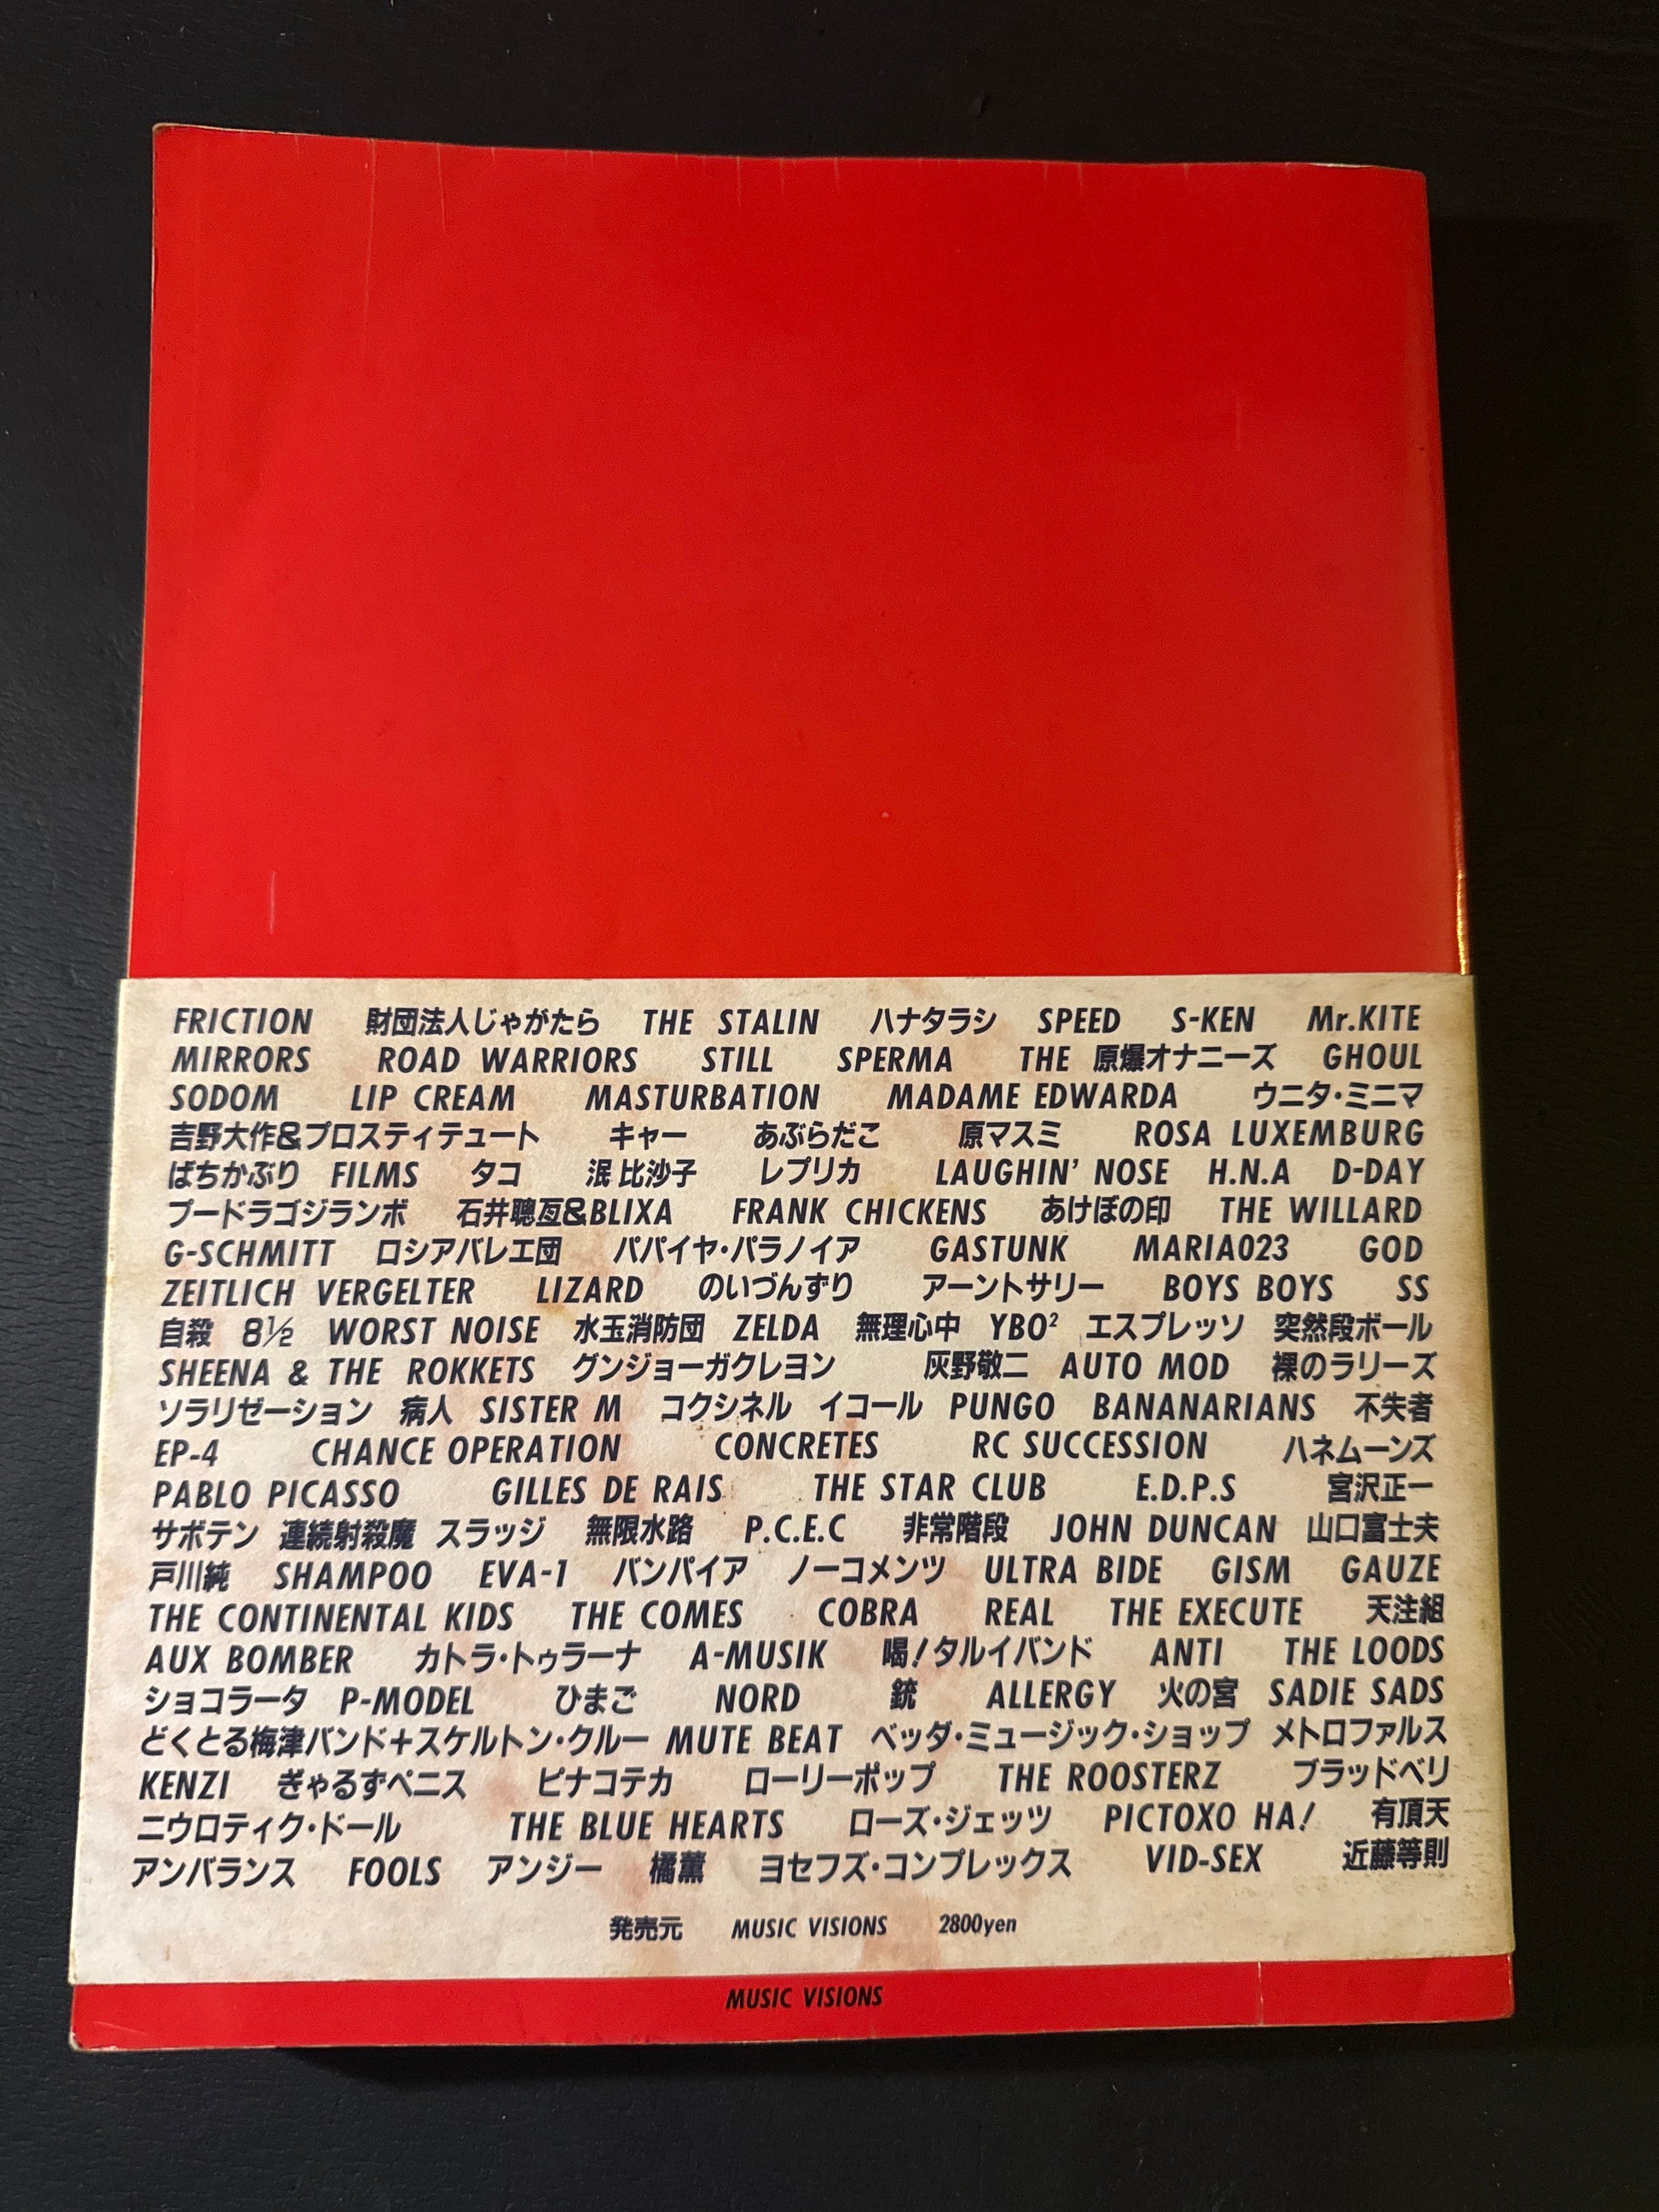 FRICTION 財団法人じゃがたら THE STALIN ハナタラシ SPEED S-KEN Mr.KITE
MIRRORS ROAD WARRIORS STILL SPERMA THE 原爆オナニーズ GHOUL
SODOM LIP CREAM MASTURBATION MADAME EDWARDA ウニタ・ミニマ
吉野大作&プロスティテュート キャー あぶらだこ 原マスミ ROSA LUXEMBURG
ばちかぶり FILMS タコ 泯比沙子 レプリカ LAUGHIN' NOSE H.N.A D-DAY
プードラゴジランボ 石井聰亙&BLIXA FRANK CHICKENS あけぼの印 THE WILLARD
G-SCHMITT ロシアバレエ団 パパイヤ・パラノイア GASTUNK MARIA023 GOD
ZEITLICH VERGELTER LIZARD のいづんずり アーントサリー BOYS BOYS SS
自殺 8½ WORST NOISE 水玉消防団 ZELDA 無理心中 YBO² エスプレッソ 突然段ボール
SHEENA & THE ROKKETS グンジョーガクレヨン 灰野敬二 AUTO MOD 裸のラリーズ
ソラリゼーション 病人 SISTER M コクシネル イコール PUNGO BANANARIANS 不失者
EP-4 CHANCE OPERATION CONCRETES RC SUCCESSION ハネムーンズ
PABLO PICASSO GILLES DE RAIS THE STAR CLUB E.D.P.S 宮沢正一
サボテン 連続射殺魔 スラッジ 無限水路 P.C.E.C 非常階段 JOHN DUNCAN 山口富士夫
戸川純 SHAMPOO EVA-1 バンパイア ノーコメンツ ULTRA BIDE GISM GAUZE
THE CONTINENTAL KIDS THE COMES COBRA REAL THE EXECUTE 天注組
AUX BOMBER カトラ・トゥラーナ A-MUSIK 喝!タルイバンド ANTI THE LOODS
ショコラータ P-MODEL ひまご NORD 銃 ALLERGY 火の宮 SADIE SADS
どくとる梅津バンド+スケルトン・クルー MUTE BEAT ベッダ・ミュージック・ショップ メトロファルス
KENZI ぎゃるずペニス ピナコテカ ローリーポップ THE ROOSTERZ ブラッドベリ
ニウロティク・ドール THE BLUE HEARTS ローズ・ジェッツ PICTOXO HA! 有頂天
アンバランス FOOLS アンジー 橘薫 ヨセフズ・コンプレックス VID-SEX 近藤等則
発売元 MUSIC VISIONS 2800yen
MUSIC VISIONS